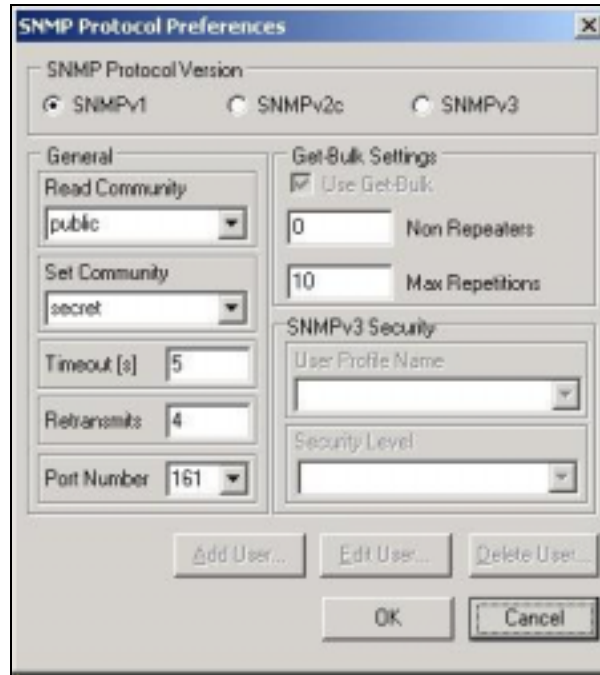 SNMP Protocol Preferences
SNMP Protocol Version
SNMPv1 SNMPv2c SNMPv3
General
Read Community
public
Set Community
secret
Timeout [s] 5
Retransmits 4
Port Number 161
Get-Bulk Settings
Use Get-Bulk
0 Non Repeaters
10 Max Repetitions
SNMPv3 Security
User Profile Name
Security Level
Add User... Edit User... Delete User...
OK Cancel